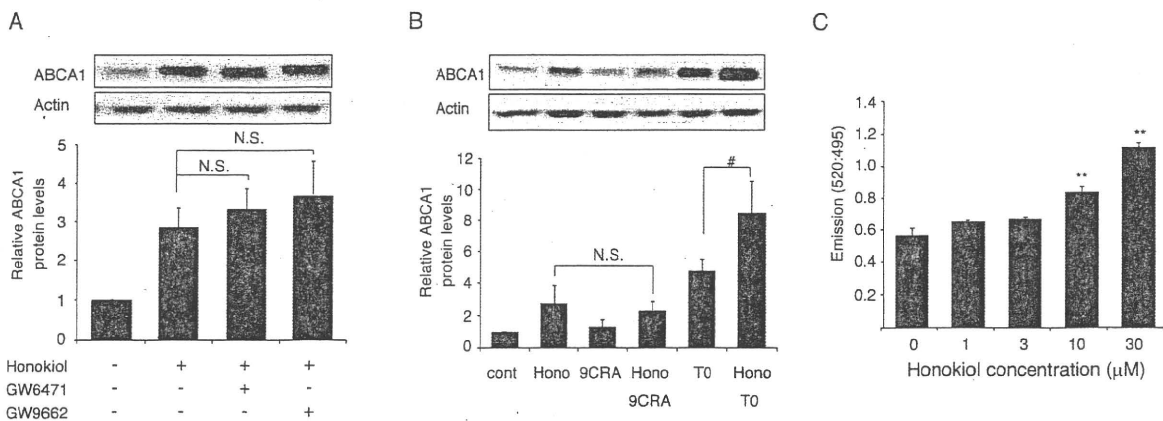 A
ABCA1
Actin
N.S.
N.S.
Relative ABCA1
protein levels
5
4
3
2
1
0
Honokiol - + + +
GW6471 - - + -
GW9662 - - - +
B
ABCA1
Actin
#
N.S.
Relative ABCA1
protein levels
12
10
8
6
4
2
0
cont Hono 9CRA Hono T0 Hono
9CRA T0
C
Emission (520:495)
1.4
1.2
1.0
0.8
0.6
0.4
0.2
**
**
0 1 3 10 30
Honokiol concentration (μM)